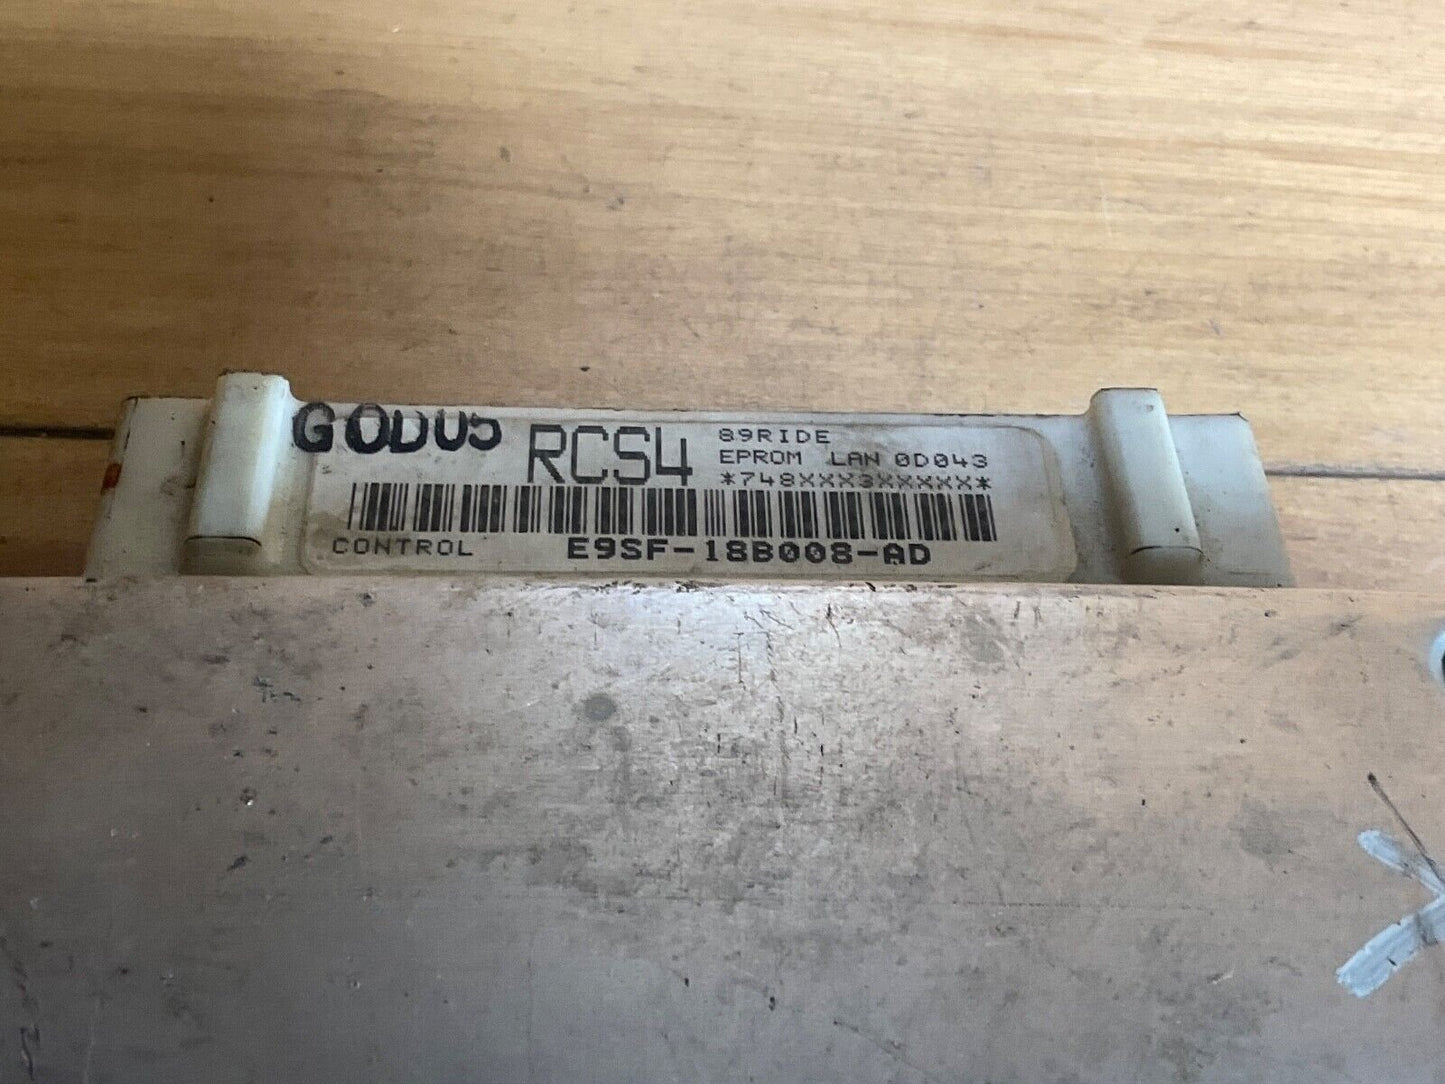 GODU5
RCS4
89RIDE
EPROM LAN 0D043
*748XXX3XXXXX*
CONTROL E9SF-18B008-AD